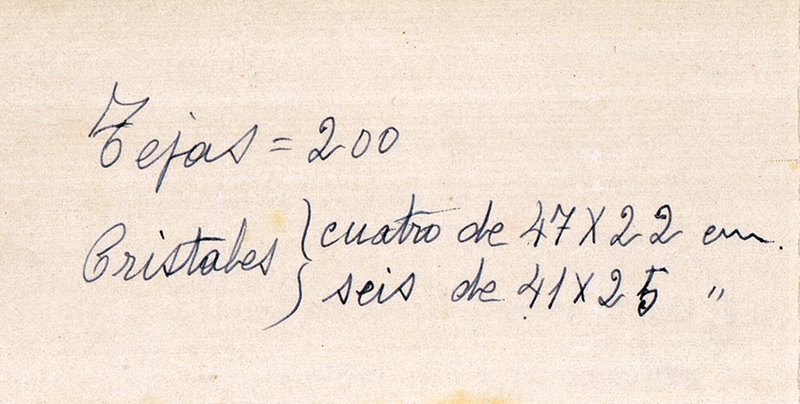 Tejas = 200
Cristales } cuatro de 47 X 22 cm.
seis de 41 X 25 "